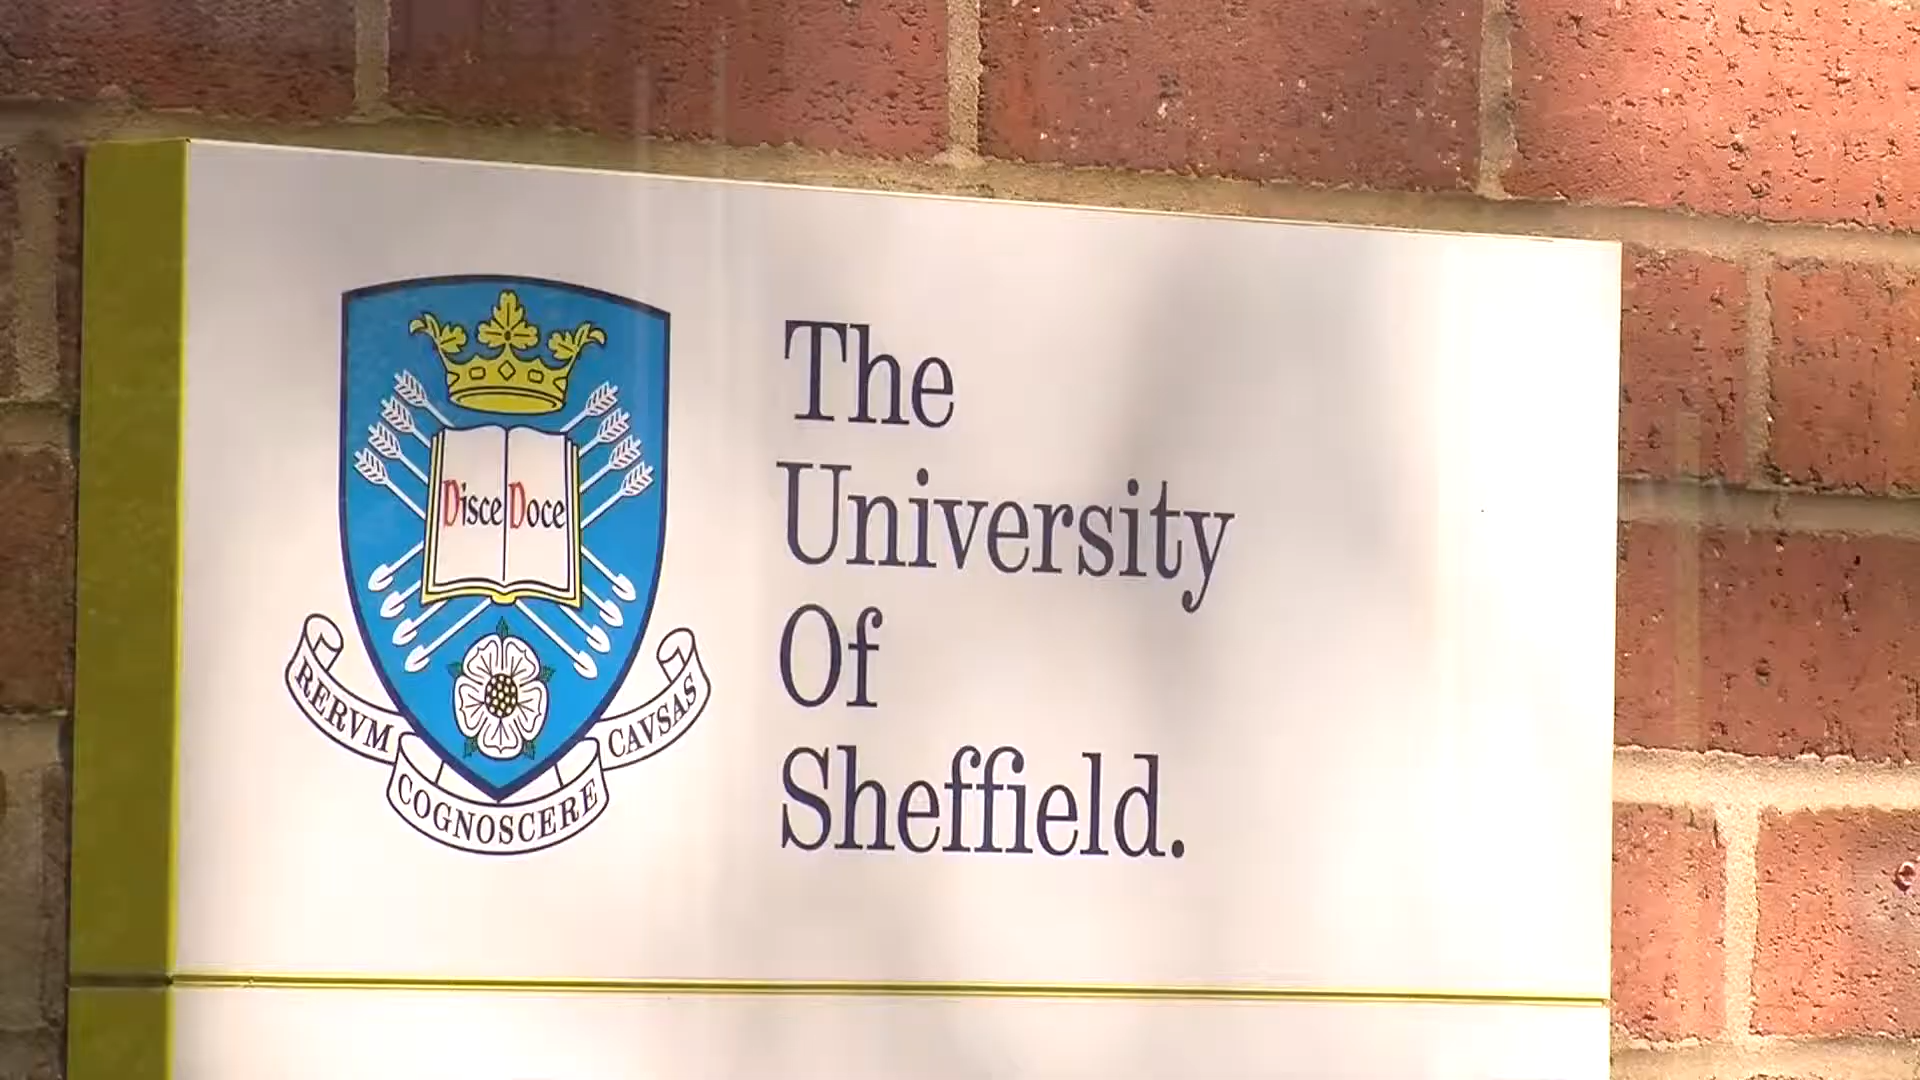 Disce Doce
RERVM
COGNOSCERE
CAVSAS
The
University
Of
Sheffield.